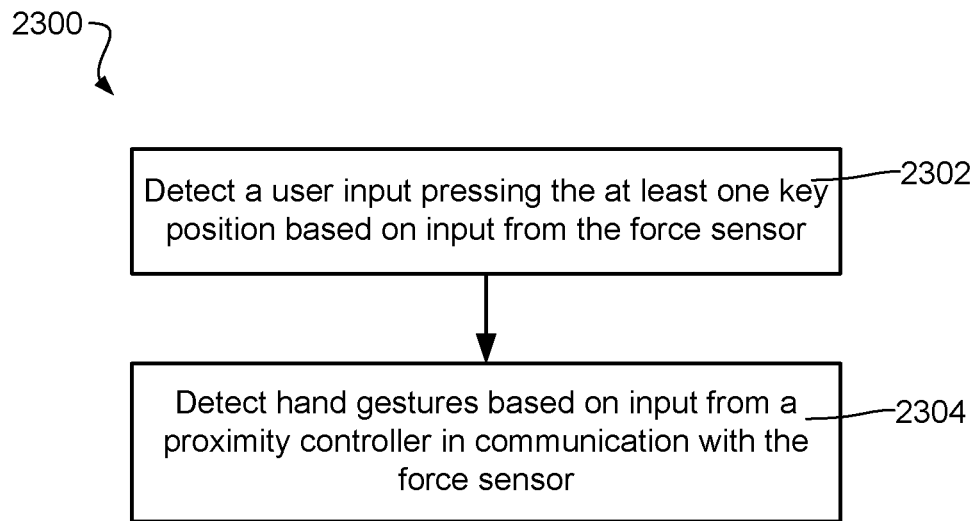 2300
Detect a user input pressing the at least one key
2302
position based on input from the force sensor
Detect hand gestures based on input from a
2304
proximity controller in communication with the
force sensor